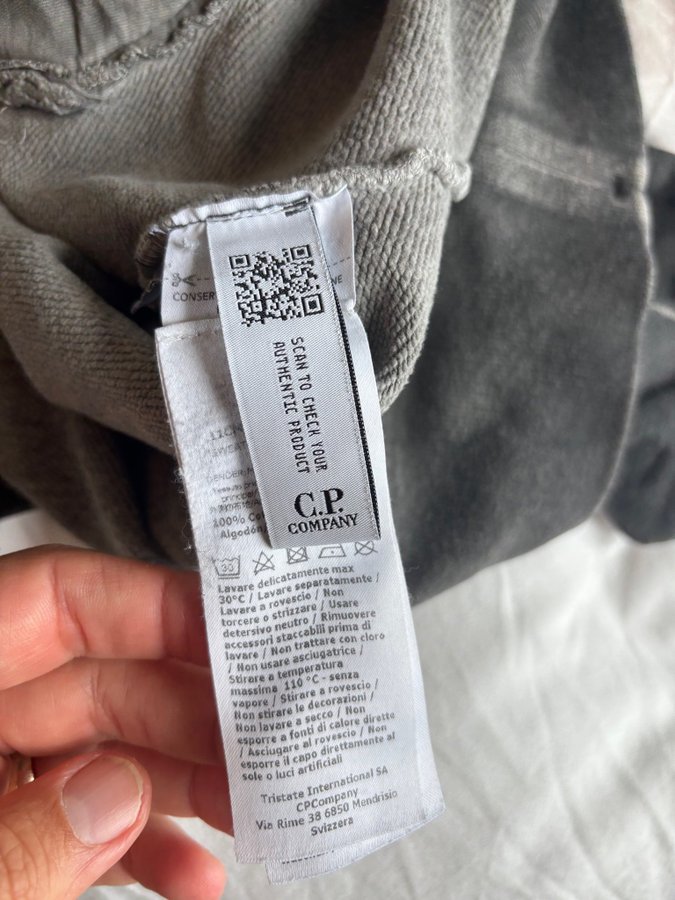 CONSER
NE
SCAN TO CHECK YOUR
AUTHENTIC PRODUCT
C.P.
COMPANY
100% Co
Algodón
30
Lavare delicatamente max
30°C / Lavare separatamente /
Lavare a rovescio / Non
torcere o strizzare / Usare
detersivo neutro / Rimuovere
accessori staccabili prima di
lavare / Non trattare con cloro
/ Non usare asciugatrice /
Stirare a temperatura
massima 110 °C - senza
vapore / Stirare a rovescio /
Non stirare le decorazioni /
Non lavare a secco / Non
esporre a fonti di calore dirette
/ Asciugare al rovescio / Non
esporre il capo direttamente al
sole o luci artificiali
Tristate International SA
CPCompany
Via Rime 38 6850 Mendrisio
Svizzera